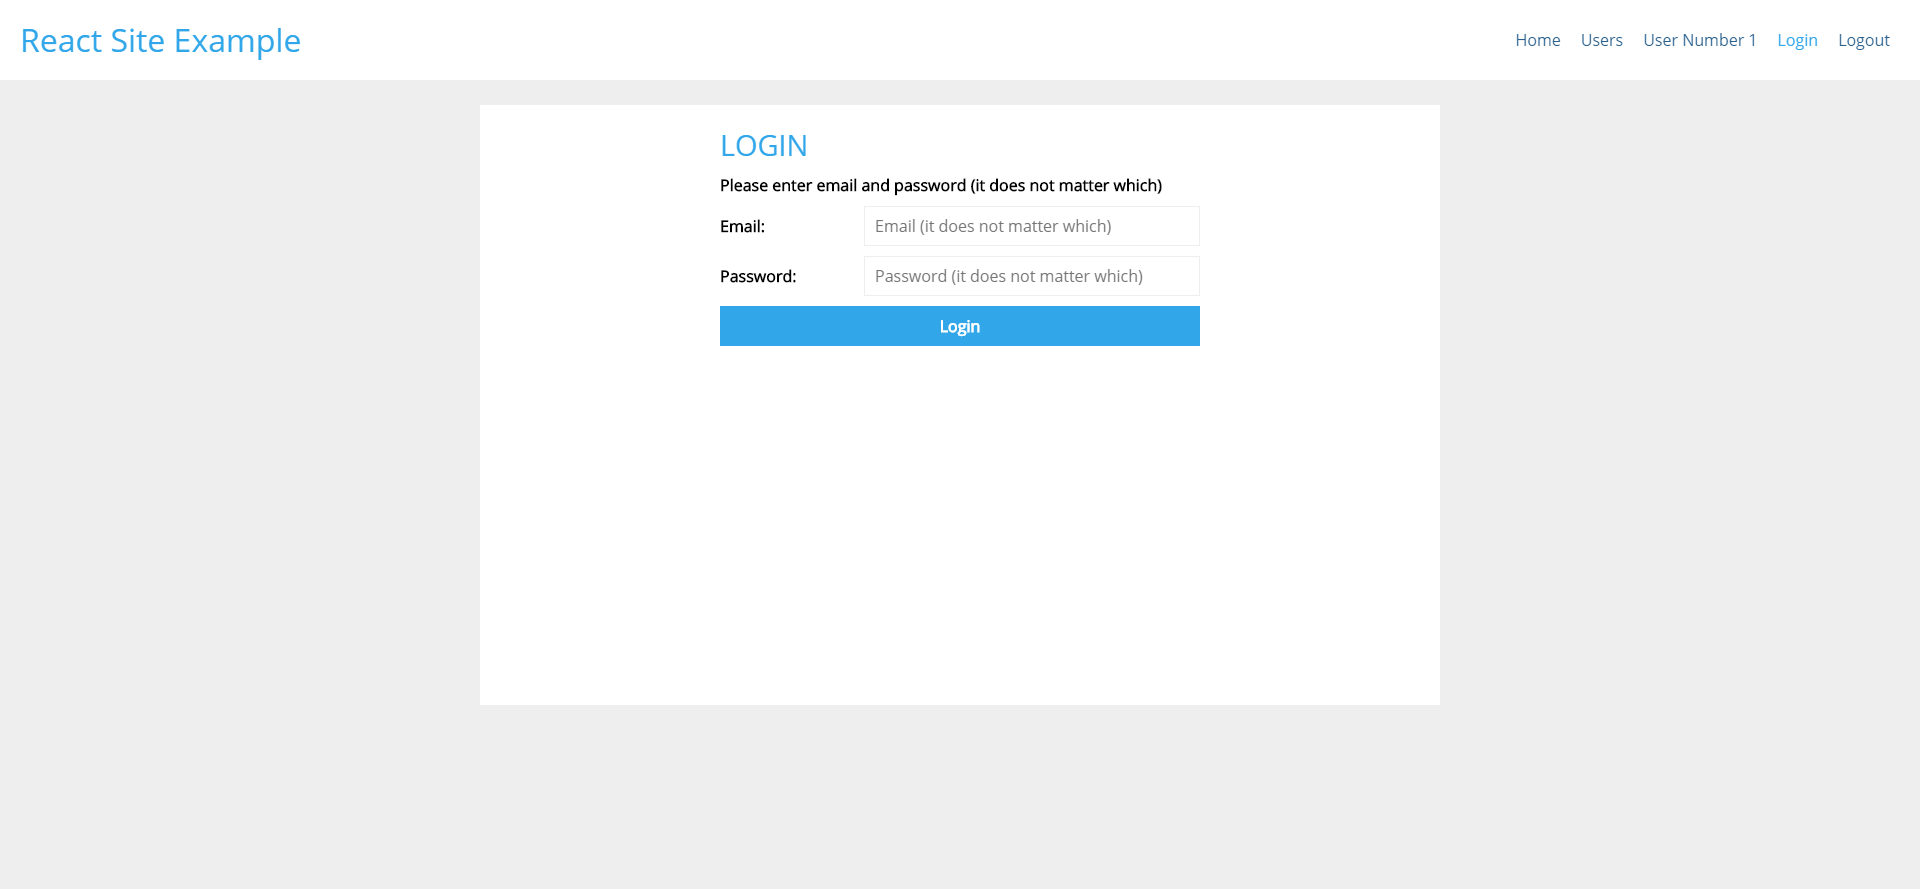 React Site Example
Home Users User Number 1 Login Logout
LOGIN
Please enter email and password (it does not matter which)
Email: Email (it does not matter which)
Password: Password (it does not matter which)
Login